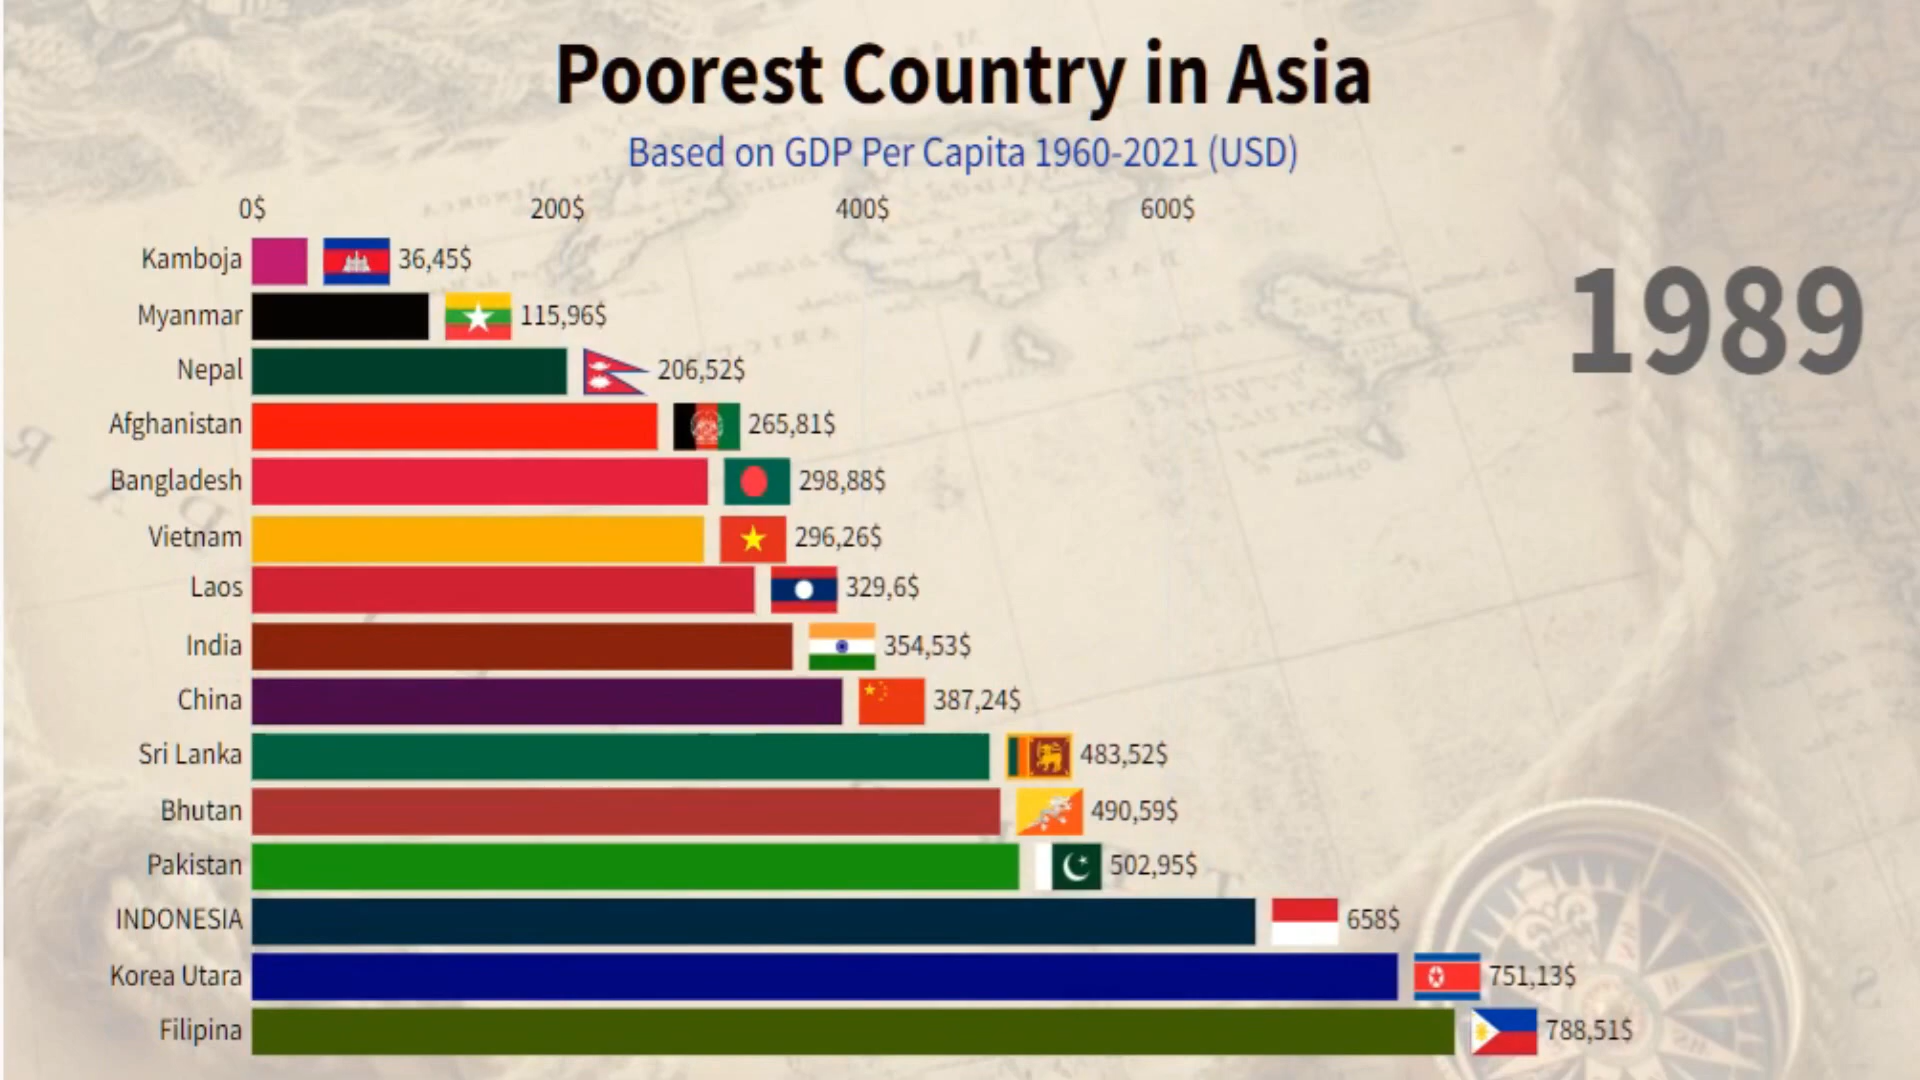 Poorest Country in Asia
Based on GDP Per Capita 1960-2021 (USD)
0$ 200$ 400$ 600$
Kamboja 36,45$
1989
Myanmar 115,96$
Nepal 206,52$
Afghanistan 265,81$
Bangladesh 298,88$
Vietnam 296,26$
Laos 329,6$
India 354,53$
China 387,24$
Sri Lanka 483,52$
Bhutan 490,59$
Pakistan 502,95$
INDONESIA 658$
Korea Utara 751,13$
Filipina 788,51$